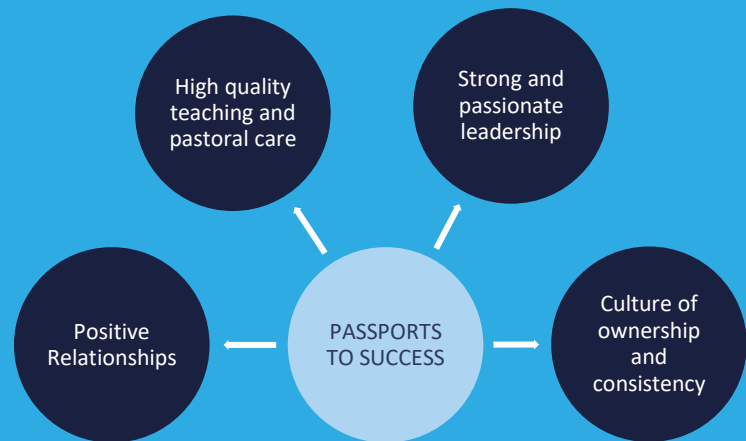 High quality
teaching and
pastoral care
Strong and
passionate
leadership
Positive
Relationships
PASSPORTS
TO SUCCESS
Culture of
ownership
and
consistency